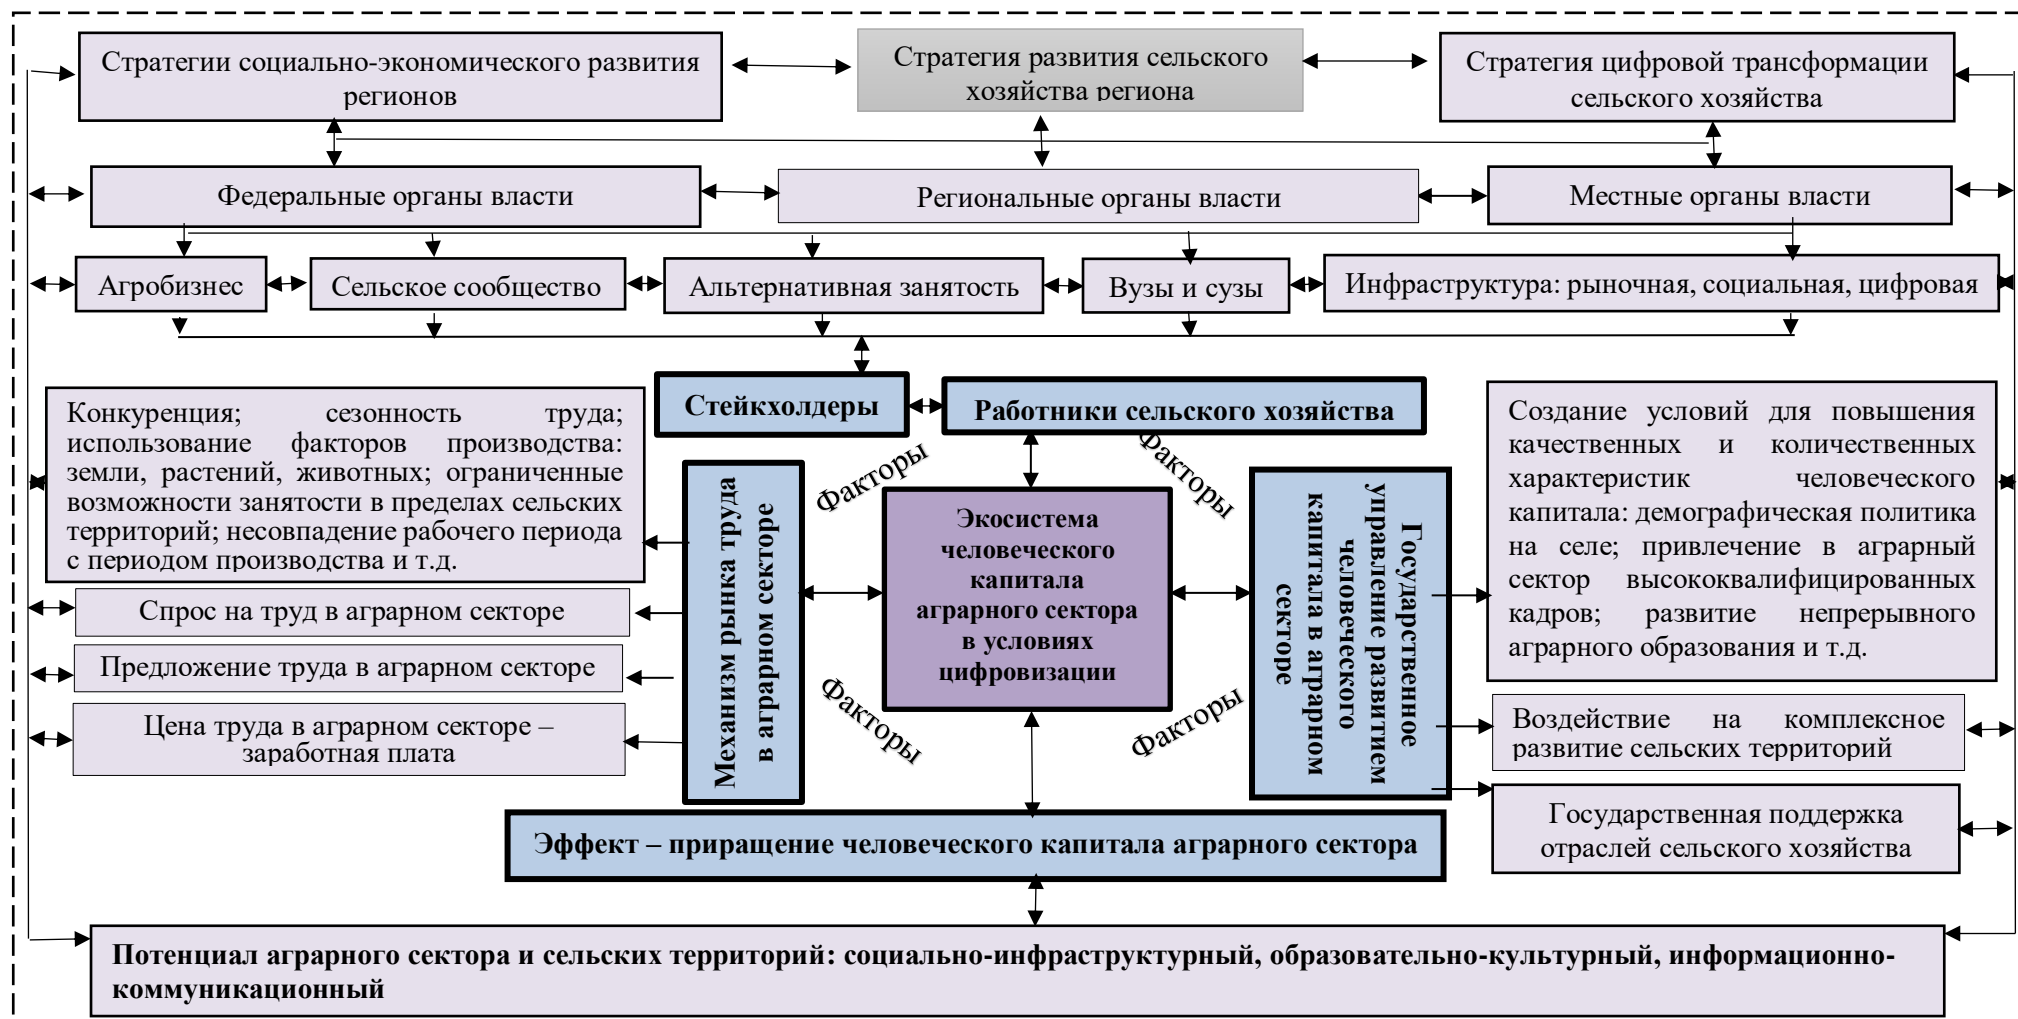 Стратегии социально-экономического развития
регионов
Стратегия развития сельского
хозяйства региона
Стратегия цифровой трансформации
сельского хозяйства
Федеральные органы власти
Региональные органы власти
Местные органы власти
Агробизнес
Сельское сообщество
Альтернативная занятость
Вузы и сузы
Инфраструктура: рыночная, социальная, цифровая
Стейкхолдеры
Работники сельского хозяйства
Конкуренция; сезонность труда;
использование факторов производства:
земли, растений, животных; ограниченные
возможности занятости в пределах сельских
территорий; несовпадение рабочего периода
с периодом производства и т.д.
Спрос на труд в аграрном секторе
Предложение труда в аграрном секторе
Цена труда в аграрном секторе –
заработная плата
Механизм рынка труда
в аграрном секторе
Факторы
Факторы
Экосистема
человеческого
капитала
аграрного сектора
в условиях
цифровизации
Факторы
Факторы
Государственное
управление развитием
человеческого
капитала в аграрном
секторе
Создание условий для повышения
качественных и количественных
характеристик человеческого
капитала: демографическая политика
на селе; привлечение в аграрный
сектор высококвалифицированных
кадров; развитие непрерывного
аграрного образования и т.д.
Воздействие на комплексное
развитие сельских территорий
Государственная поддержка
отраслей сельского хозяйства
Эффект – приращение человеческого капитала аграрного сектора
Потенциал аграрного сектора и сельских территорий: социально-инфраструктурный, образовательно-культурный, информационно-
коммуникационный